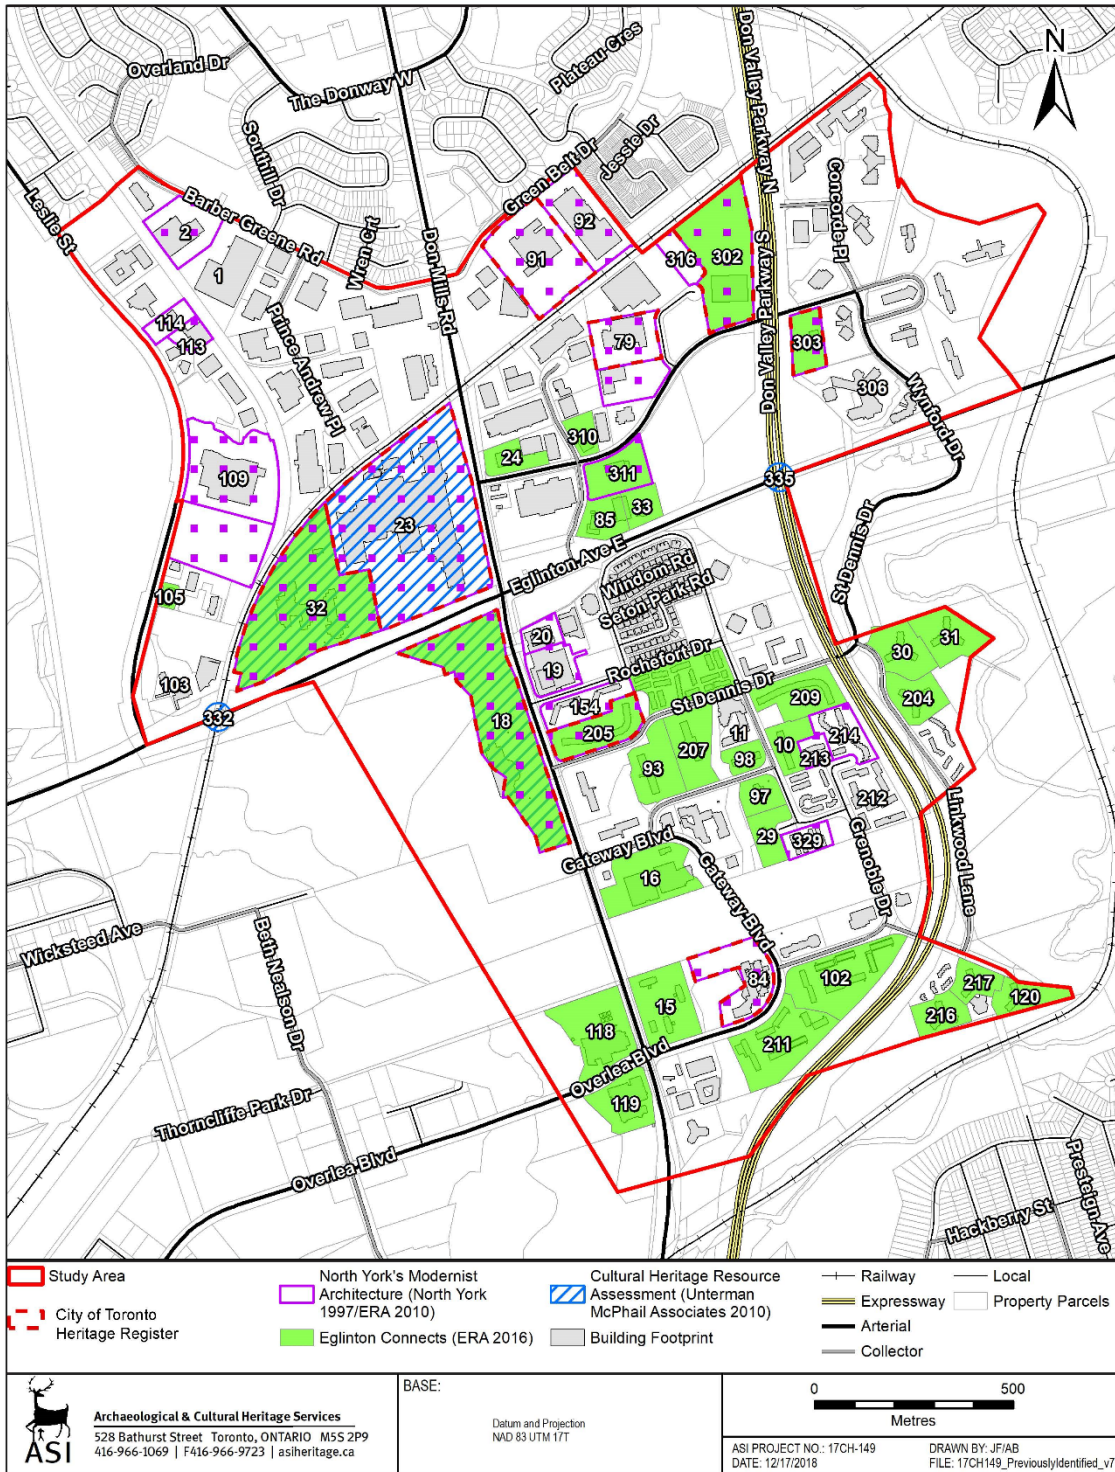 Overland Dr
The Donway W
Plateau Cres
Don Valley Parkway N
N
Southill Dr
Jessie Dr
Green Belt Dr
Leslie St
Barber Greene Rd
Wren Crt
Don Mills Rd
Concorde Pl
2
92
91
1
316
302
Don Valley Parkway S
114
113
Prince Andrew Pl
79
303
306
Wynford Dr
310
24
311
109
335
23
85
33
St Dennis Dr
Eglinton Ave E
Windom Rd
Seton Park Rd
105
32
20
19
Rochefort Dr
31
30
103
154
St Dennis Dr
209
204
332
18
205
11
10
214
207
98
213
93
97
212
Linkwood Lane
29
329
Gateway Blvd
16
Gateway Blvd
Grenoble Dr
Wicksteed Ave
Beth Nealson Dr
84
102
217
120
15
216
118
211
Overlea Blvd
119
Thorncliffe Park Dr
Overlea Blvd
Presteign Ave
Hackberry St
Study Area
City of Toronto
Heritage Register
North York's Modernist
Architecture (North York
1997/ERA 2010)
Eglinton Connects (ERA 2016)
Cultural Heritage Resource
Assessment (Unterman
McPhail Associates 2010)
Building Footprint
Railway
Expressway
Arterial
Collector
Local
Property Parcels
ASI
Archaeological & Cultural Heritage Services
528 Bathurst Street Toronto, ONTARIO M5S 2P9
416-966-1069 | F416-966-9723 | asiheritage.ca
BASE:
Datum and Projection
NAD 83 UTM 17T
0 500
Metres
ASI PROJECT NO.: 17CH-149
DATE: 12/17/2018
DRAWN BY: JF/AB
FILE: 17CH149_PreviouslyIdentified_v7